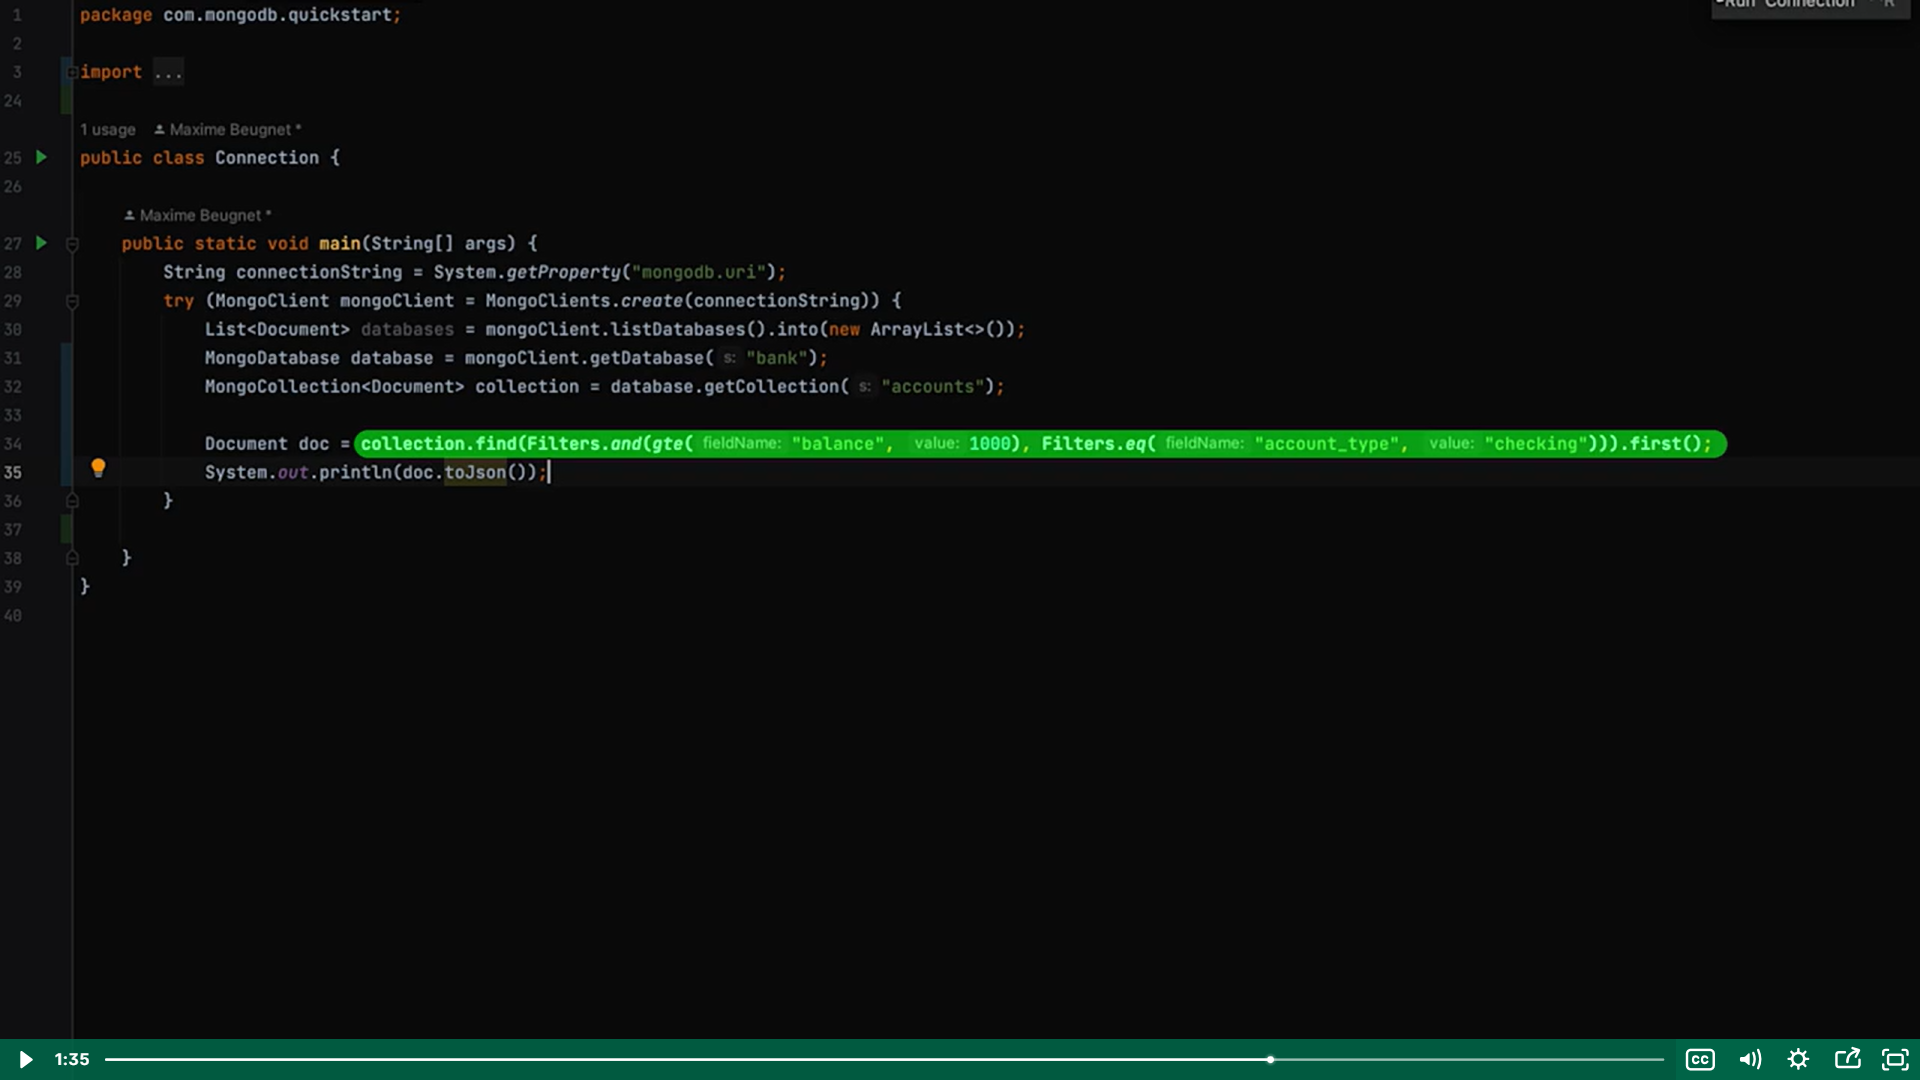 Run 'Connection' ^R
1 package com.mongodb.quickstart;
2
3 import ...
24
1 usage Maxime Beugnet *
25 public class Connection {
26
Maxime Beugnet *
27 public static void main(String[] args) {
28 String connectionString = System.getProperty("mongodb.uri");
29 try (MongoClient mongoClient = MongoClients.create(connectionString)) {
30 List<Document> databases = mongoClient.listDatabases().into(new ArrayList<>());
31 MongoDatabase database = mongoClient.getDatabase( s: "bank");
32 MongoCollection<Document> collection = database.getCollection( s: "accounts");
33
34 Document doc = collection.find(Filters.and(gte( fieldName: "balance", value: 1000), Filters.eq( fieldName: "account_type", value: "checking"))).first();
35 System.out.println(doc.toJson());
36 }
37
38 }
39 }
40
1:35 CC